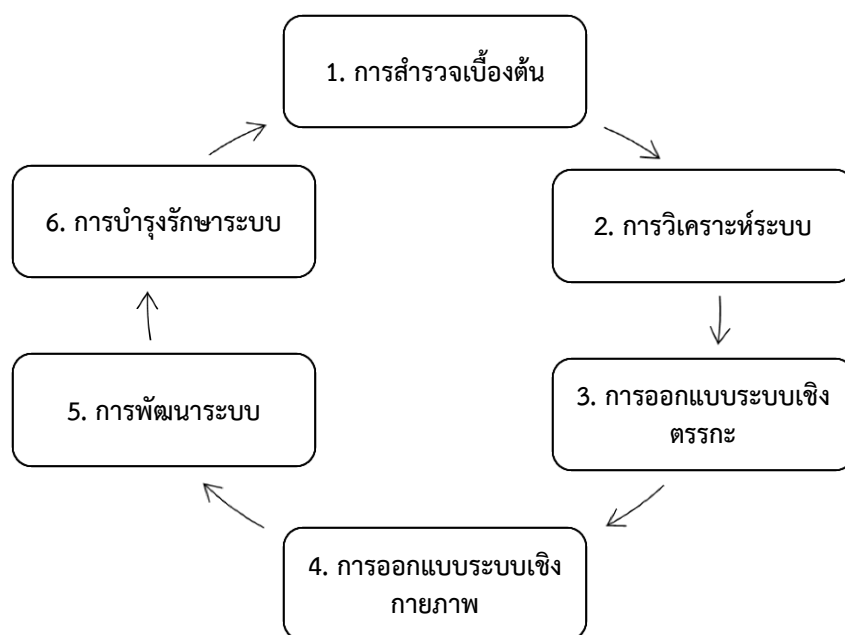 1. การสำรวจเบื้องต้น
2. การวิเคราะห์ระบบ
3. การออกแบบระบบเชิง
ตรรกะ
4. การออกแบบระบบเชิง
กายภาพ
5. การพัฒนาระบบ
6. การบำรุงรักษาระบบ